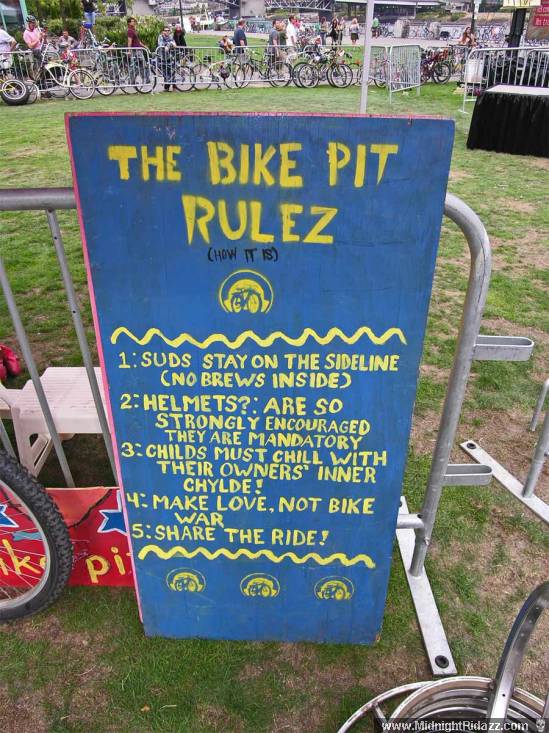 THE BIKE PIT
RULEZ
(HOW IT IS)
1: SUDS STAY ON THE SIDELINE
(NO BREWS INSIDE)
2: HELMETS?: ARE SO
STRONGLY ENCOURAGED
THEY ARE MANDATORY
3: CHILDS MUST CHILL WITH
THEIR OWNERS' INNER
CHYLDE!
4: MAKE LOVE, NOT BIKE
WAR
5: SHARE THE RIDE!
ike pi
www.MidnightRidazz.com